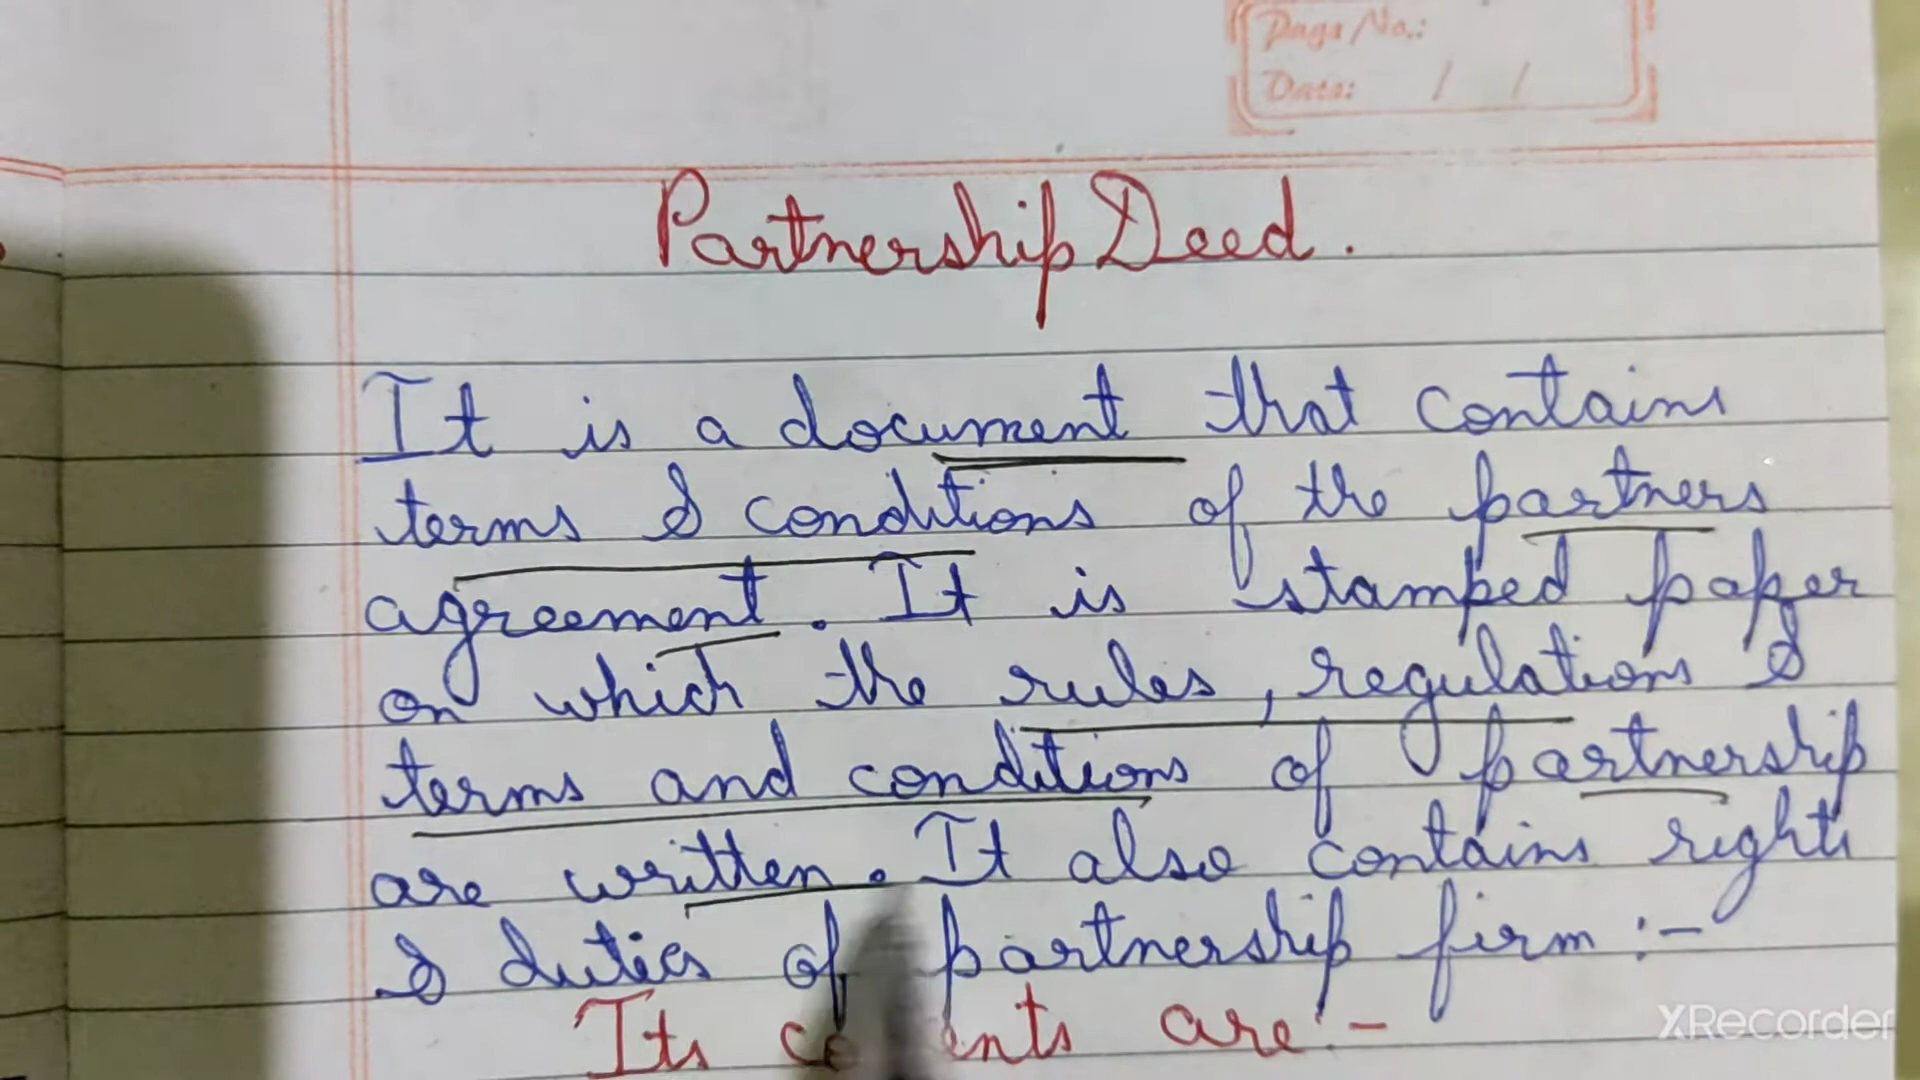 Page No.:
Date: / /
Partnership Deed.
It is a document that contains
terms & conditions of the partners
agreement. It is stamped paper
on which the rules, regulations &
terms and conditions of partnership
are written. It also contains rights
& duties of partnership firm :-
Its are :-
XRecorder